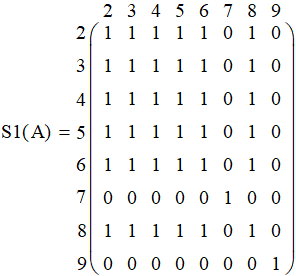 2 3 4 5 6 7 8 9
2 1 1 1 1 1 0 1 0
3 1 1 1 1 1 0 1 0
4 1 1 1 1 1 0 1 0
S1(A) = 5 1 1 1 1 1 0 1 0
6 1 1 1 1 1 0 1 0
7 0 0 0 0 0 1 0 0
8 1 1 1 1 1 0 1 0
9 0 0 0 0 0 0 0 1